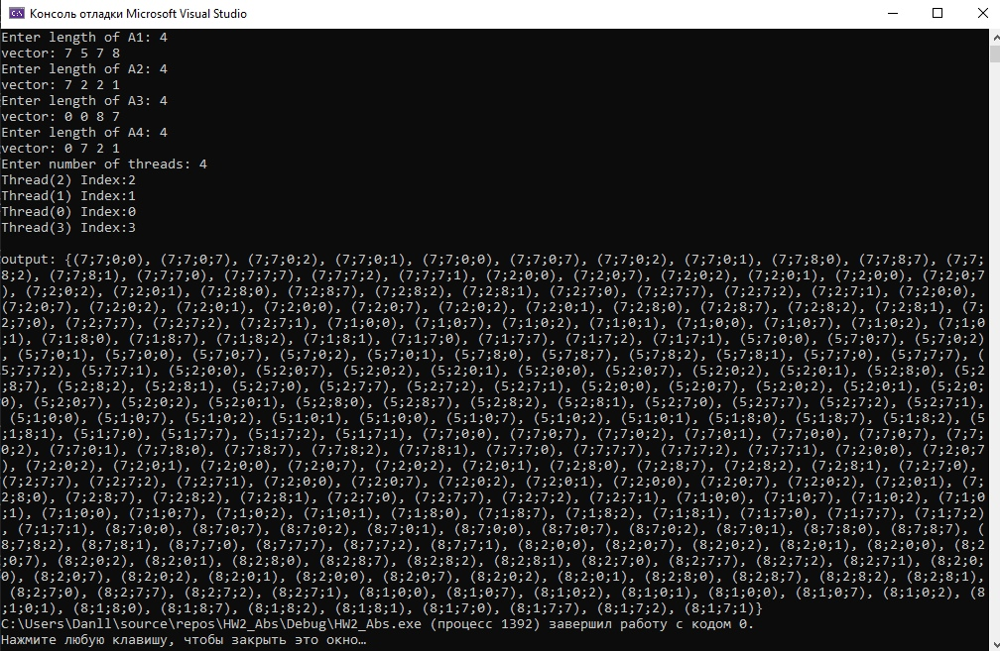 Консоль отладки Microsoft Visual Studio
Enter length of A1: 4
vector: 7 5 7 8
Enter length of A2: 4
vector: 7 2 2 1
Enter length of A3: 4
vector: 0 0 8 7
Enter length of A4: 4
vector: 0 7 2 1
Enter number of threads: 4
Thread(2) Index:2
Thread(1) Index:1
Thread(0) Index:0
Thread(3) Index:3
output: {(7;7;0;0), (7;7;0;7), (7;7;0;2), (7;7;0;1), (7;7;0;0), (7;7;0;7), (7;7;0;2), (7;7;0;1), (7;7;8;0), (7;7;8;7), (7;7;
8;2), (7;7;8;1), (7;7;7;0), (7;7;7;7), (7;7;7;2), (7;7;7;1), (7;2;0;0), (7;2;0;7), (7;2;0;2), (7;2;0;1), (7;2;0;0), (7;2;0;7
), (7;2;0;2), (7;2;0;1), (7;2;8;0), (7;2;8;7), (7;2;8;2), (7;2;8;1), (7;2;7;0), (7;2;7;7), (7;2;7;2), (7;2;7;1), (7;2;0;0),
(7;2;0;7), (7;2;0;2), (7;2;0;1), (7;2;0;0), (7;2;0;7), (7;2;0;2), (7;2;0;1), (7;2;8;0), (7;2;8;7), (7;2;8;2), (7;2;8;1), (7;
2;7;0), (7;2;7;7), (7;2;7;2), (7;2;7;1), (7;1;0;0), (7;1;0;7), (7;1;0;2), (7;1;0;1), (7;1;0;0), (7;1;0;7), (7;1;0;2), (7;1;0
;1), (7;1;8;0), (7;1;8;7), (7;1;8;2), (7;1;8;1), (7;1;7;0), (7;1;7;7), (7;1;7;2), (7;1;7;1), (5;7;0;0), (5;7;0;7), (5;7;0;2)
, (5;7;0;1), (5;7;0;0), (5;7;0;7), (5;7;0;2), (5;7;0;1), (5;7;8;0), (5;7;8;7), (5;7;8;2), (5;7;8;1), (5;7;7;0), (5;7;7;7), (
5;7;7;2), (5;7;7;1), (5;2;0;0), (5;2;0;7), (5;2;0;2), (5;2;0;1), (5;2;0;0), (5;2;0;7), (5;2;0;2), (5;2;0;1), (5;2;8;0), (5;2
;8;7), (5;2;8;2), (5;2;8;1), (5;2;7;0), (5;2;7;7), (5;2;7;2), (5;2;7;1), (5;2;0;0), (5;2;0;7), (5;2;0;2), (5;2;0;1), (5;2;0;
0), (5;2;0;7), (5;2;0;2), (5;2;0;1), (5;2;8;0), (5;2;8;7), (5;2;8;2), (5;2;8;1), (5;2;7;0), (5;2;7;7), (5;2;7;2), (5;2;7;1),
(5;1;0;0), (5;1;0;7), (5;1;0;2), (5;1;0;1), (5;1;0;0), (5;1;0;7), (5;1;0;2), (5;1;0;1), (5;1;8;0), (5;1;8;7), (5;1;8;2), (5
;1;8;1), (5;1;7;0), (5;1;7;7), (5;1;7;2), (5;1;7;1), (7;7;0;0), (7;7;0;7), (7;7;0;2), (7;7;0;1), (7;7;0;0), (7;7;0;7), (7;7;
0;2), (7;7;0;1), (7;7;8;0), (7;7;8;7), (7;7;8;2), (7;7;8;1), (7;7;7;0), (7;7;7;7), (7;7;7;2), (7;7;7;1), (7;2;0;0), (7;2;0;7
), (7;2;0;2), (7;2;0;1), (7;2;0;0), (7;2;0;7), (7;2;0;2), (7;2;0;1), (7;2;8;0), (7;2;8;7), (7;2;8;2), (7;2;8;1), (7;2;7;0),
(7;2;7;7), (7;2;7;2), (7;2;7;1), (7;2;0;0), (7;2;0;7), (7;2;0;2), (7;2;0;1), (7;2;0;0), (7;2;0;7), (7;2;0;2), (7;2;0;1), (7;
2;8;0), (7;2;8;7), (7;2;8;2), (7;2;8;1), (7;2;7;0), (7;2;7;7), (7;2;7;2), (7;2;7;1), (7;1;0;0), (7;1;0;7), (7;1;0;2), (7;1;0
;1), (7;1;0;0), (7;1;0;7), (7;1;0;2), (7;1;0;1), (7;1;8;0), (7;1;8;7), (7;1;8;2), (7;1;8;1), (7;1;7;0), (7;1;7;7), (7;1;7;2)
, (7;1;7;1), (8;7;0;0), (8;7;0;7), (8;7;0;2), (8;7;0;1), (8;7;0;0), (8;7;0;7), (8;7;0;2), (8;7;0;1), (8;7;8;0), (8;7;8;7), (
8;7;8;2), (8;7;8;1), (8;7;7;0), (8;7;7;7), (8;7;7;2), (8;7;7;1), (8;2;0;0), (8;2;0;7), (8;2;0;2), (8;2;0;1), (8;2;0;0), (8;2
;0;7), (8;2;0;2), (8;2;0;1), (8;2;8;0), (8;2;8;7), (8;2;8;2), (8;2;8;1), (8;2;7;0), (8;2;7;7), (8;2;7;2), (8;2;7;1), (8;2;0;
0), (8;2;0;7), (8;2;0;2), (8;2;0;1), (8;2;0;0), (8;2;0;7), (8;2;0;2), (8;2;0;1), (8;2;8;0), (8;2;8;7), (8;2;8;2), (8;2;8;1),
(8;2;7;0), (8;2;7;7), (8;2;7;2), (8;2;7;1), (8;1;0;0), (8;1;0;7), (8;1;0;2), (8;1;0;1), (8;1;0;0), (8;1;0;7), (8;1;0;2), (8
;1;0;1), (8;1;8;0), (8;1;8;7), (8;1;8;2), (8;1;8;1), (8;1;7;0), (8;1;7;7), (8;1;7;2), (8;1;7;1)}
C:\Users\Danll\source\repos\HW2_Abs\Debug\HW2_Abs.exe (процесс 1392) завершил работу с кодом 0.
Нажмите любую клавишу, чтобы закрыть это окно…